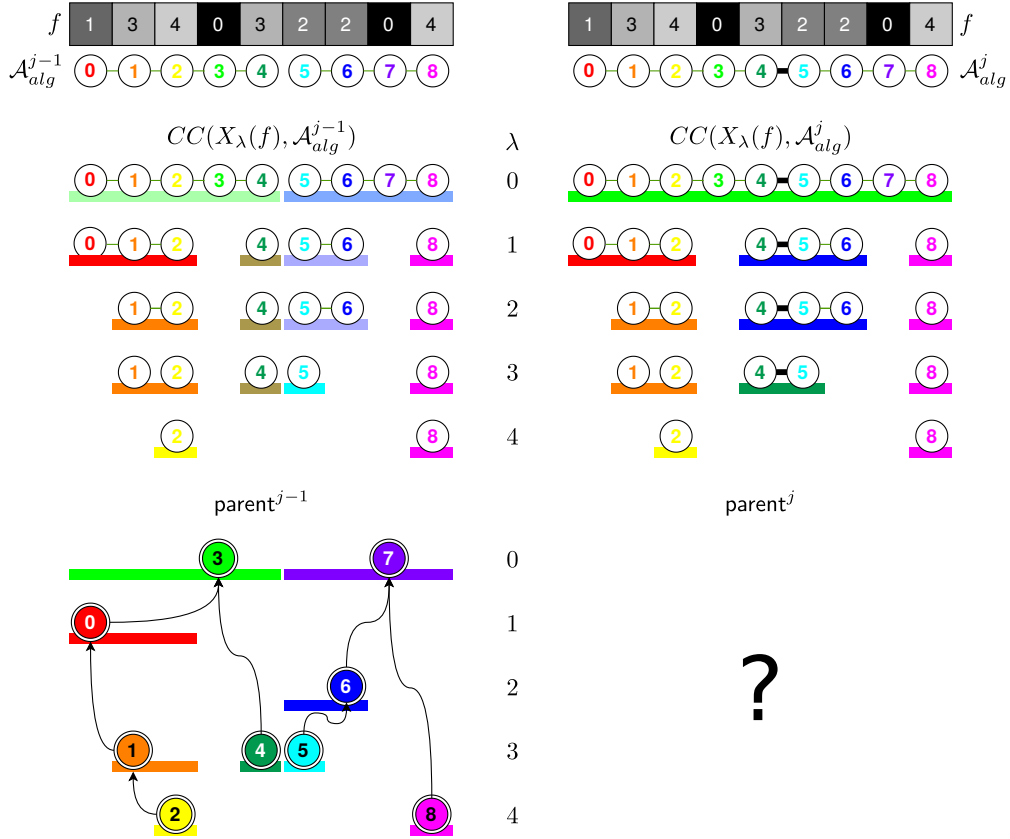 f 1 3 4 0 3 2 2 0 4 1 3 4 0 3 2 2 0 4 f
𝒜_{alg}^{j-1} 0 1 2 3 4 5 6 7 8 0 1 2 3 4 5 6 7 8 𝒜_{alg}^{j}
CC(X_λ(f), 𝒜_{alg}^{j-1}) λ CC(X_λ(f), 𝒜_{alg}^{j})
0 1 2 3 4 5 6 7 8 0 0 1 2 3 4 5 6 7 8
0 1 2 4 5 6 8 1 0 1 2 4 5 6 8
1 2 4 5 6 8 2 1 2 4 5 6 8
1 2 4 5 8 3 1 2 4 5 8
2 8 4 2 8
parent^{j-1} parent^{j}
3 7 0
0 1
6 2 ?
1 4 5 3
2 8 4